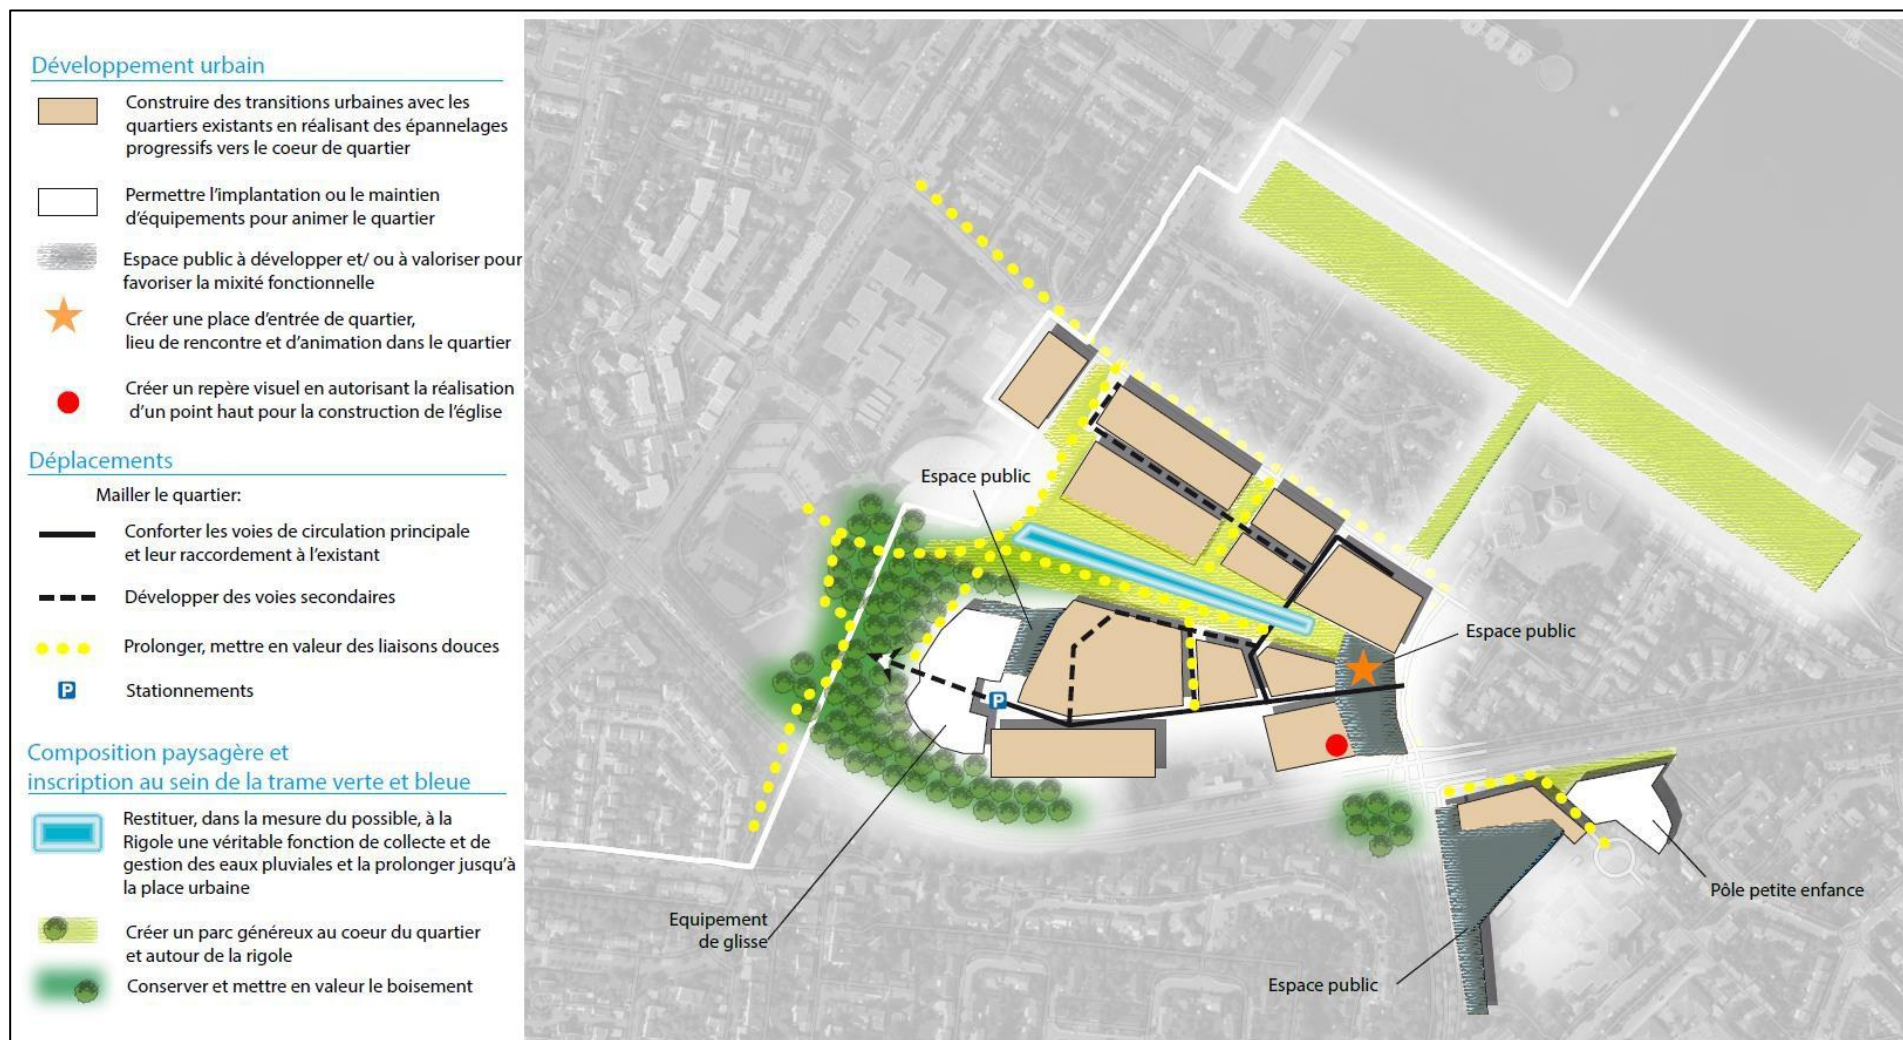 Développement urbain
Construire des transitions urbaines avec les
quartiers existants en réalisant des épannelages
progressifs vers le coeur de quartier
Permettre l'implantation ou le maintien
d'équipements pour animer le quartier
Espace public à développer et/ ou à valoriser pour
favoriser la mixité fonctionnelle
Créer une place d'entrée de quartier,
lieu de rencontre et d'animation dans le quartier
Créer un repère visuel en autorisant la réalisation
d'un point haut pour la construction de l'église
Déplacements
Mailler le quartier:
Conforter les voies de circulation principale
et leur raccordement à l'existant
Développer des voies secondaires
Prolonger, mettre en valeur des liaisons douces
P Stationnements
Composition paysagère et
inscription au sein de la trame verte et bleue
Restituer, dans la mesure du possible, à la
Rigole une véritable fonction de collecte et de
gestion des eaux pluviales et la prolonger jusqu'à
la place urbaine
Créer un parc généreux au coeur du quartier
et autour de la rigole
Conserver et mettre en valeur le boisement
Espace public
Espace public
P
Pôle petite enfance
Equipement
de glisse
Espace public